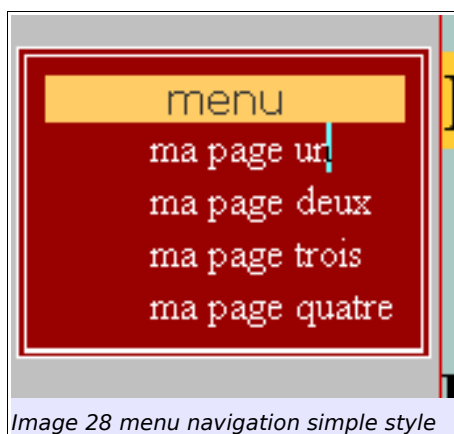 menu
ma page un
ma page deux
ma page trois
ma page quatre
Image 28 menu navigation simple style